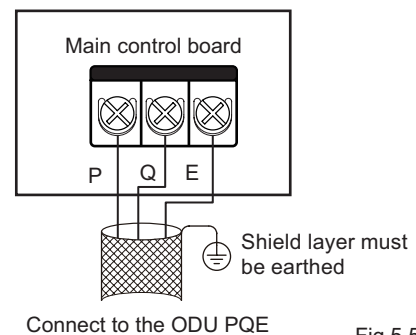 Main control board
P Q E
Shield layer must
be earthed
Connect to the ODU PQE
Fig.5.5